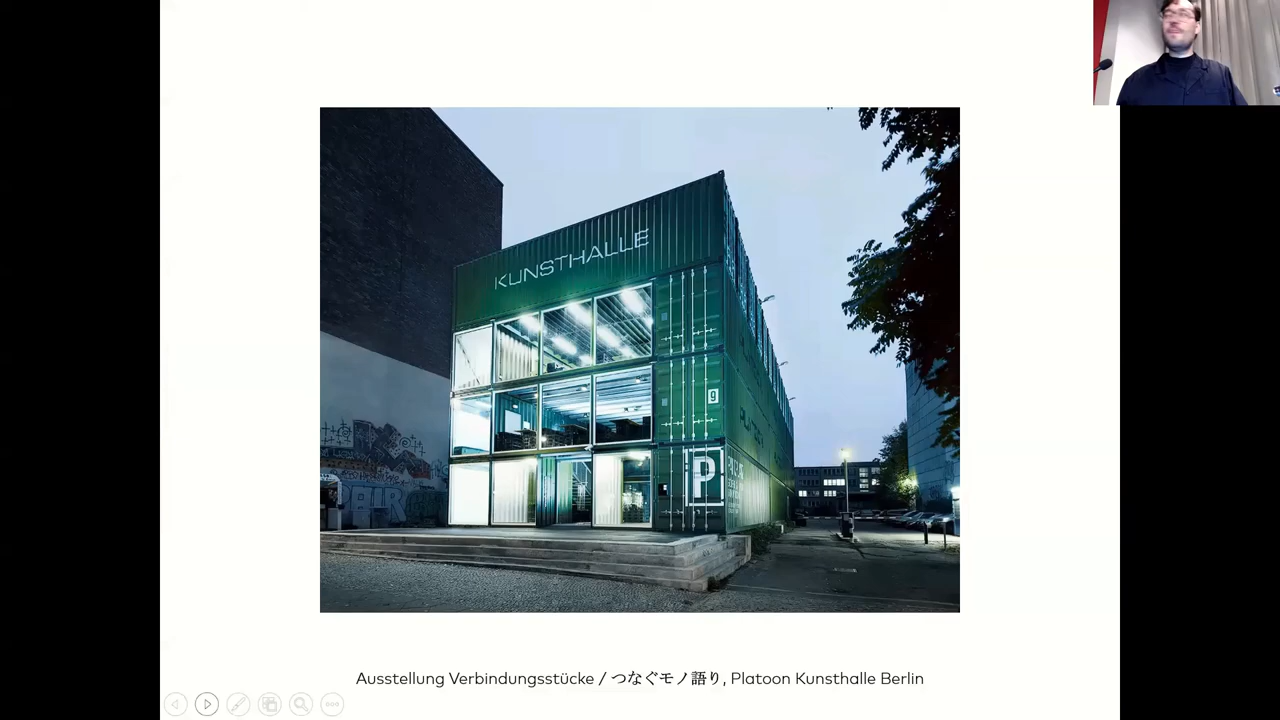 KUNSTHALLE
9
P
Ausstellung Verbindungsstücke / つなぐモノ語り, Platoon Kunsthalle Berlin